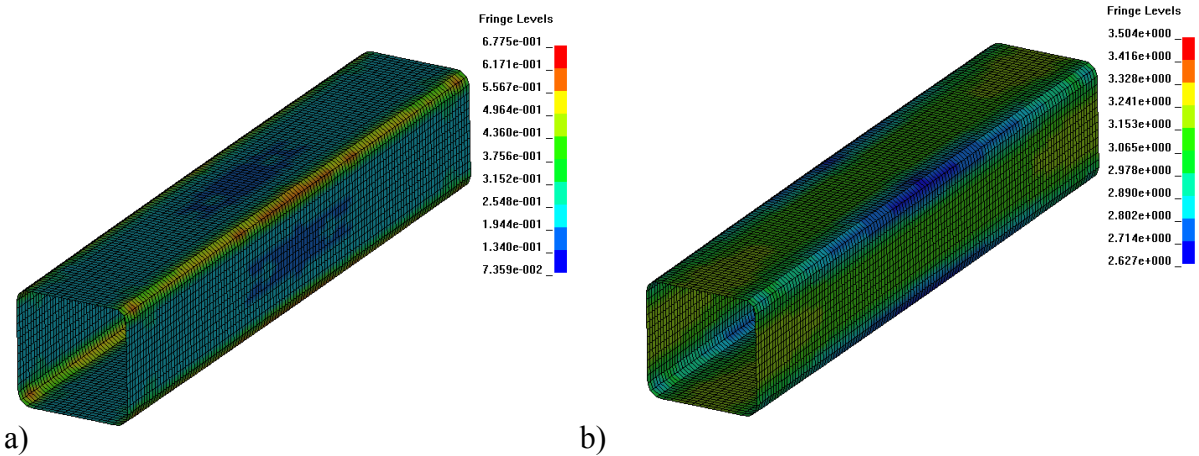 Fringe Levels
6.775e-001
6.171e-001
5.567e-001
4.964e-001
4.360e-001
3.756e-001
3.152e-001
2.548e-001
1.944e-001
1.340e-001
7.359e-002
a)
Fringe Levels
3.504e+000
3.416e+000
3.328e+000
3.241e+000
3.153e+000
3.065e+000
2.978e+000
2.890e+000
2.802e+000
2.714e+000
2.627e+000
b)